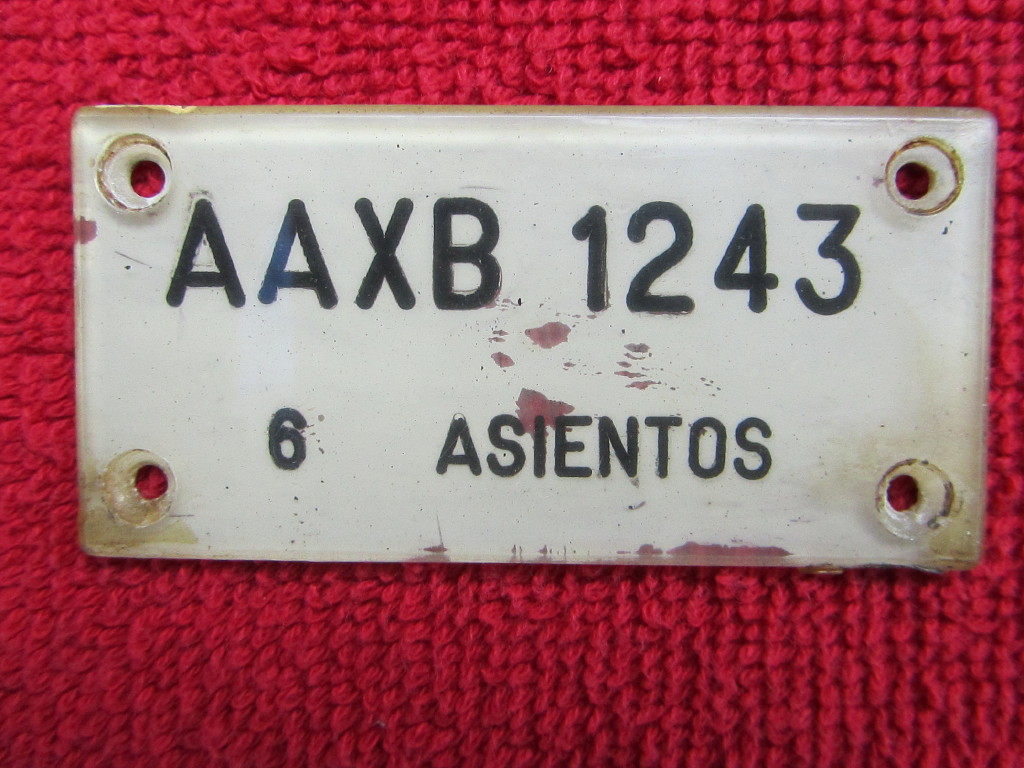 AAXB 1243
6 ASIENTOS